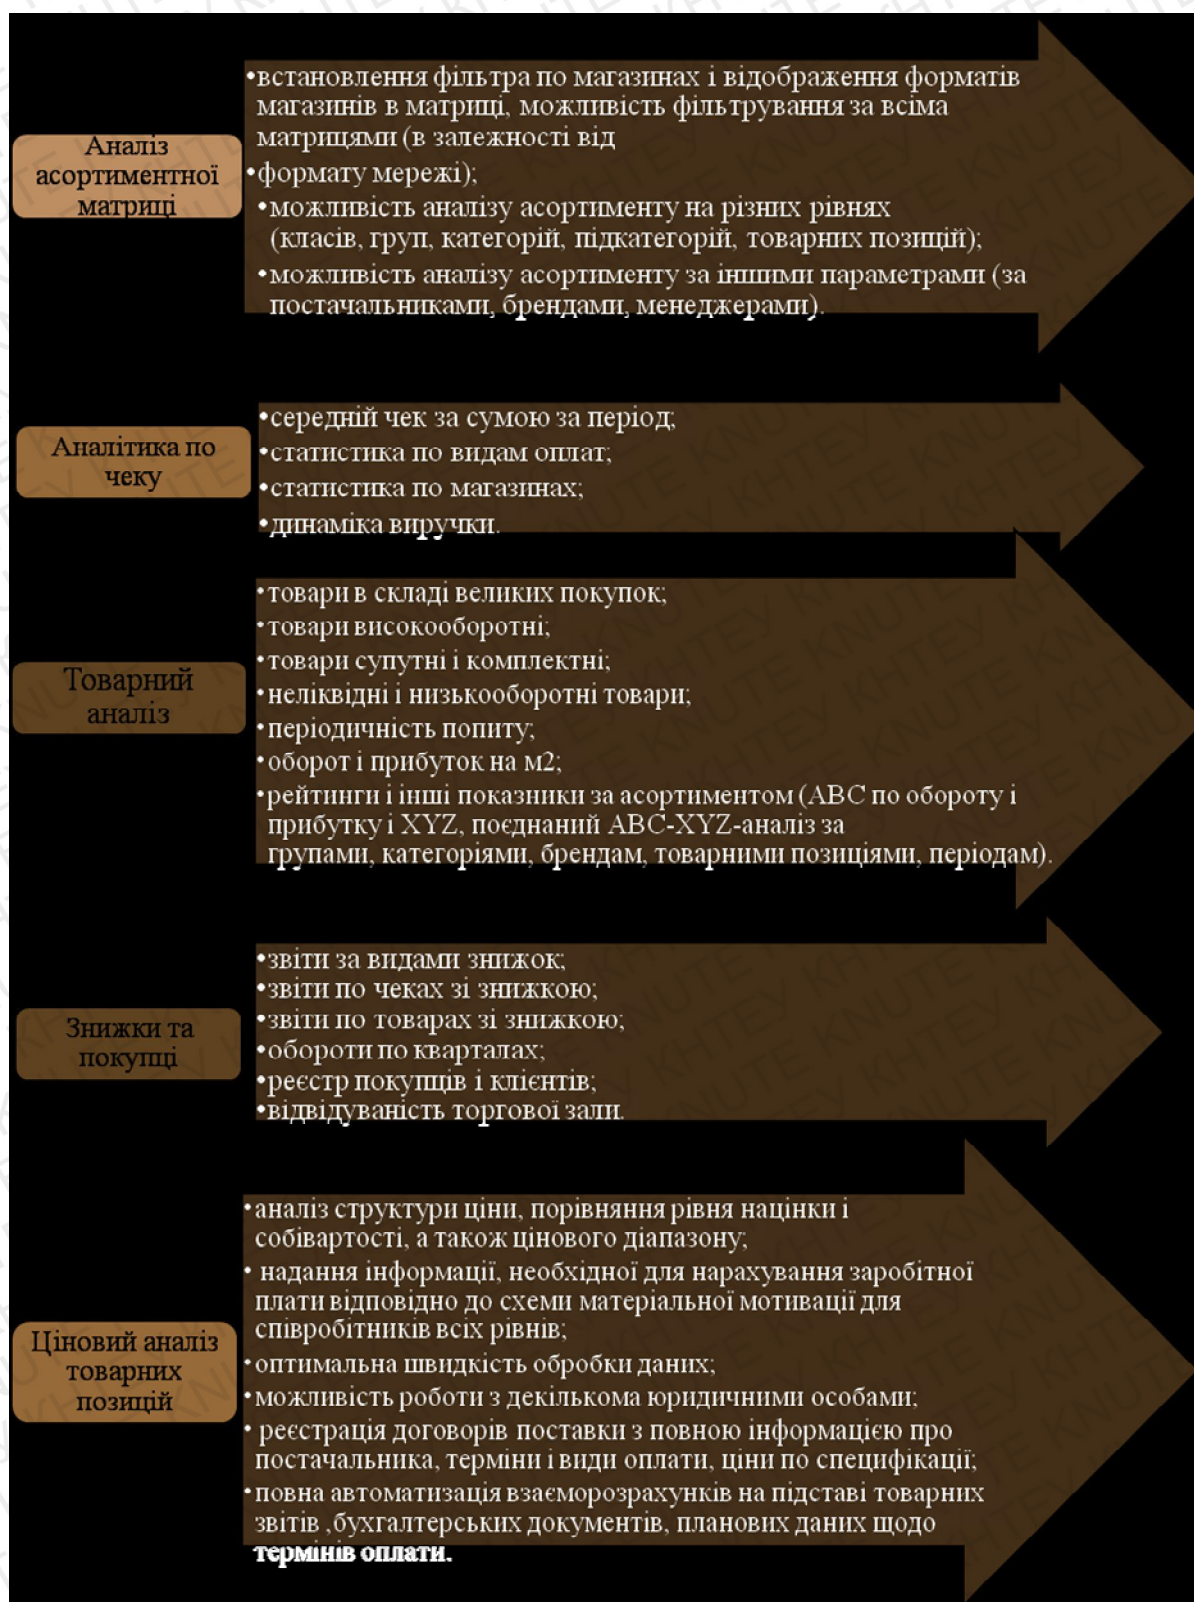 Аналіз
асортиментної
матриці
•встановлення фільтра по магазинах і відображення форматів
магазинів в матриці, можливість фільтрування за всіма
матрицями (в залежності від
•формату мережі);
•можливість аналізу асортименту на різних рівнях
(класів, груп, категорій, підкатегорій, товарних позицій);
•можливість аналізу асортименту за іншими параметрами (за
постачальниками, брендами, менеджерами).
Аналітика по
чеку
•середній чек за сумою за період;
•статистика по видам оплат;
•статистика по магазинах;
•динаміка виручки.
Товарний
аналіз
•товари в складі великих покупок;
•товари високооборотні;
•товари супутні і комплектні;
•неліквідні і низькооборотні товари;
•періодичність попиту;
•оборот і прибуток на м2;
•рейтинги і інші показники за асортиментом (АВС по обороту і
прибутку і XYZ, поєднаний АВС-XYZ-аналіз за
групами, категоріями, брендам, товарними позиціями, періодам).
Знижки та
покупці
•звіти за видами знижок;
•звіти по чеках зі знижкою;
•звіти по товарах зі знижкою;
•обороти по кварталах;
•реєстр покупців і клієнтів;
•відвідуваність торгової зали.
Ціновий аналіз
товарних
позицій
•аналіз структури ціни, порівняння рівня націнки і
собівартості, а також цінового діапазону;
• надання інформації, необхідної для нарахування заробітної
плати відповідно до схеми матеріальної мотивації для
співробітників всіх рівнів;
•оптимальна швидкість обробки даних;
•можливість роботи з декількома юридичними особами;
• реєстрація договорів поставки з повною інформацією про
постачальника, терміни і види оплати, ціни по специфікації;
•повна автоматизація взаєморозрахунків на підставі товарних
звітів ,бухгалтерських документів, планових даних щодо
термінів оплати.